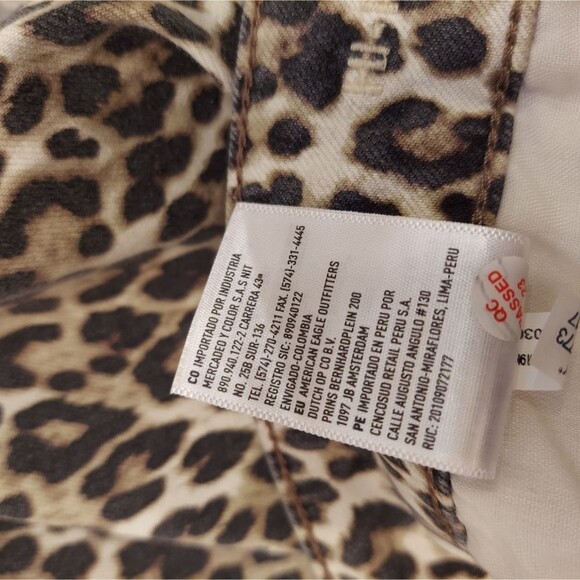 CO IMPORTADO POR INDUSTRIA
MERCADEO Y COLOR S.A.S NIT
890.940.122-2 CARRERA 43ª
NO. 25B SUR-136
TEL. (574)-270-4211 FAX. (574)-331-4445
REGISTRO SIC: 890940122
ENVIGADO-COLOMBIA
EU AMERICAN EAGLE OUTFITTERS
DUTCH OP CO B.V.
PRINS BERNHARDPLEIN 200
1097 JB AMSTERDAM
PE IMPORTADO EN PERU POR
CENCOSUD RETAIL PERU S.A.
CALLE AUGUSTO ANGULO #130
SAN ANTONIO-MIRAFLORES, LIMA-PERU
RUC: 20109072177
QC
PASSED
73